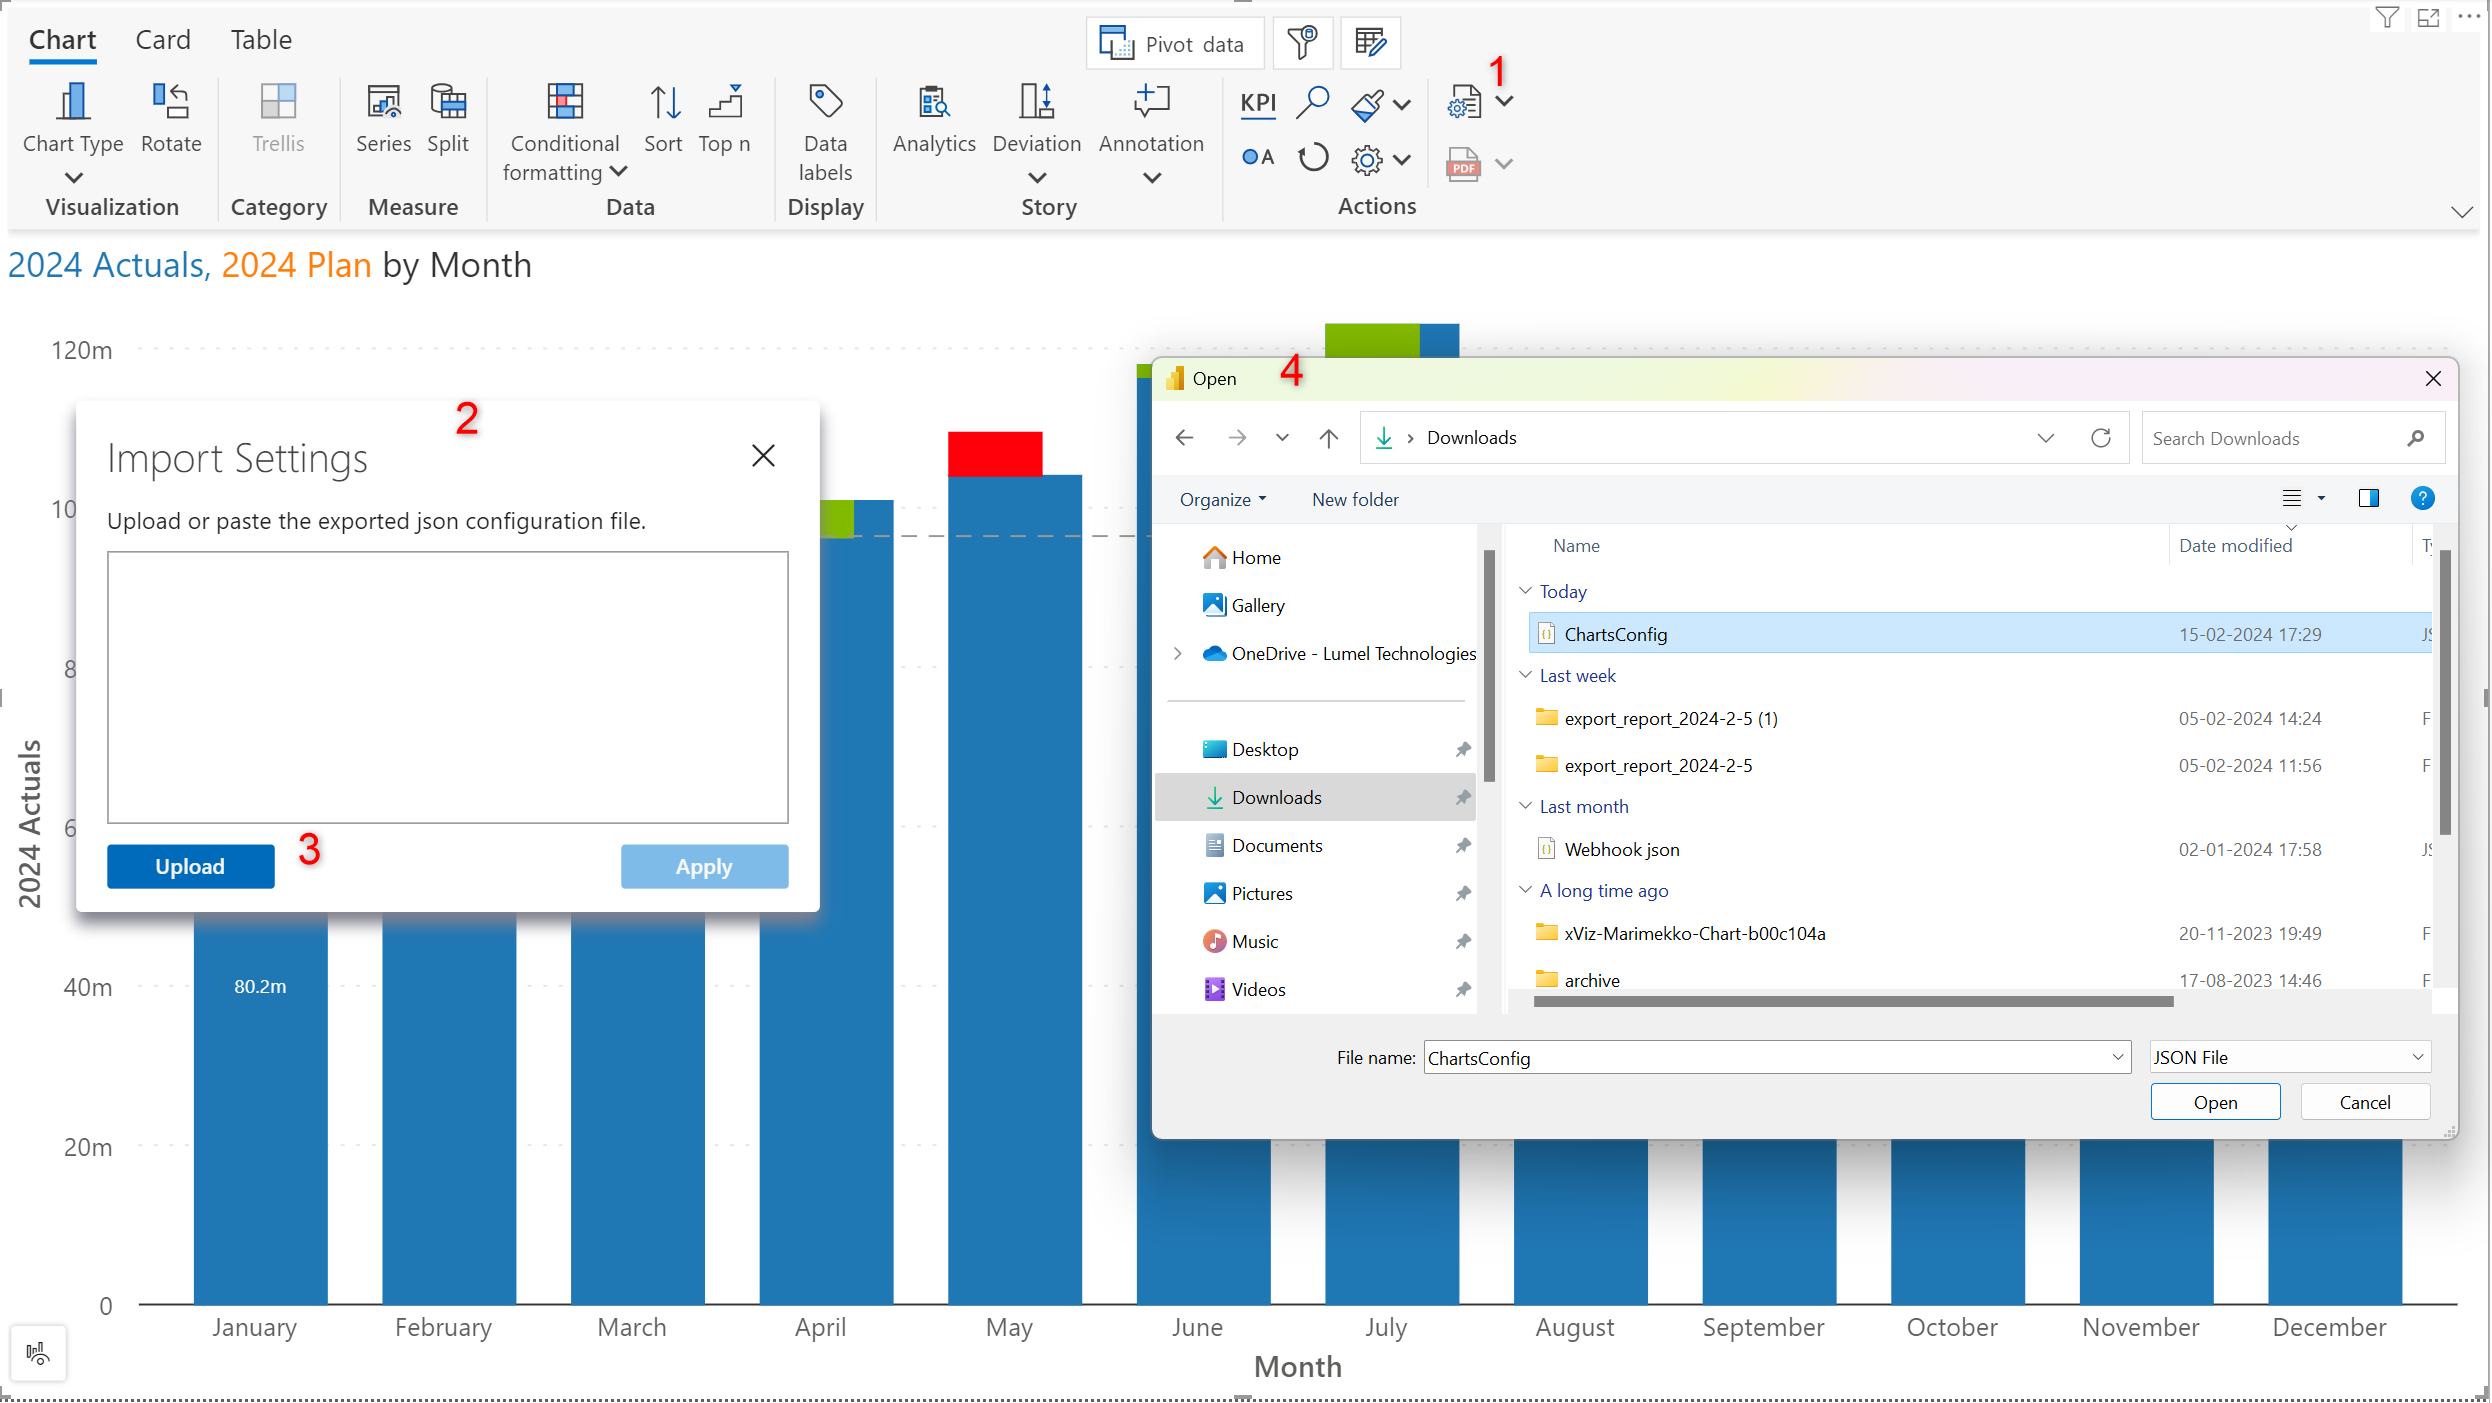 Chart Card Table
Pivot data
1
Chart Type Rotate Trellis Series Split Conditional formatting Sort Top n Data labels Analytics Deviation Annotation KPI A PDF
Visualization Category Measure Data Display Story Actions
2024 Actuals, 2024 Plan by Month
120m
10
8
6
40m
20m
0
2024 Actuals
80.2m
2
Import Settings
Upload or paste the exported json configuration file.
Upload
3
Apply
Open
4
Downloads
Search Downloads
Organize New folder
Home
Gallery
OneDrive - Lumel Technologies
Desktop
Downloads
Documents
Pictures
Music
Videos
Name Date modified
Today
ChartsConfig 15-02-2024 17:29
Last week
export_report_2024-2-5 (1) 05-02-2024 14:24 F
export_report_2024-2-5 05-02-2024 11:56 F
Last month
Webhook json 02-01-2024 17:58
A long time ago
xViz-Marimekko-Chart-b00c104a 20-11-2023 19:49 F
archive 17-08-2023 14:46 F
File name: ChartsConfig JSON File
Open Cancel
January February March April May June July August September October November December
Month